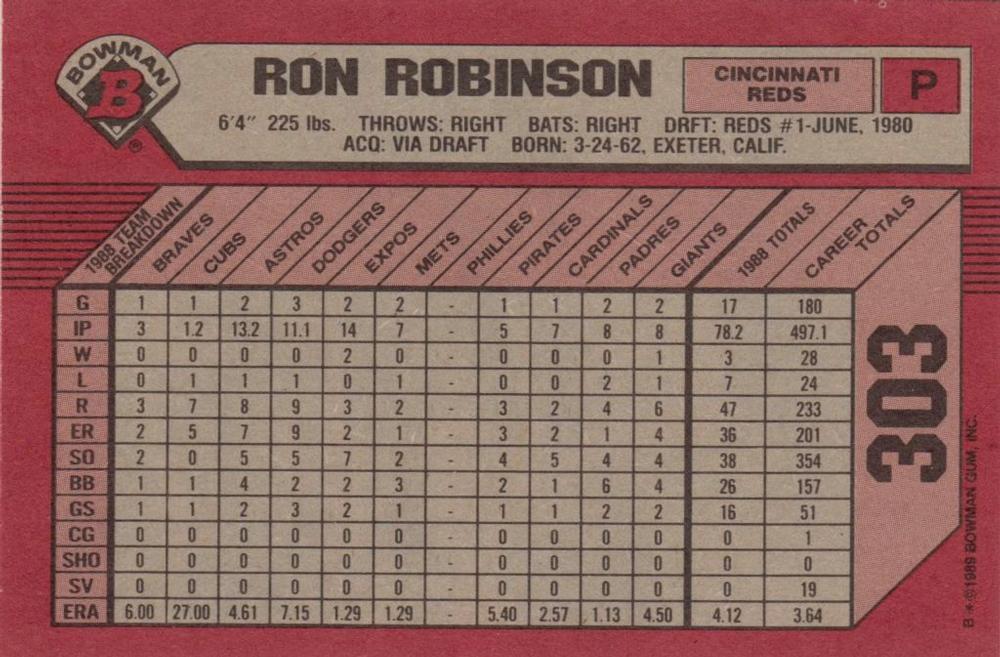 BOWMAN
B
®
RON ROBINSON
CINCINNATI
REDS
P
6'4" 225 lbs. THROWS: RIGHT BATS: RIGHT DRFT: REDS #1-JUNE, 1980
ACQ: VIA DRAFT BORN: 3-24-62, EXETER, CALIF.
1988 TEAM BREAKDOWN BRAVES CUBS ASTROS DODGERS EXPOS METS PHILLIES PIRATES CARDINALS PADRES GIANTS 1988 TOTALS CAREER TOTALS
G 1 1 2 3 2 2 - 1 1 2 2 17 180
IP 3 1.2 13.2 11.1 14 7 - 5 7 8 8 78.2 497.1
W 0 0 0 0 2 0 - 0 0 0 1 3 28
L 0 1 1 1 0 1 - 0 0 2 1 7 24
R 3 7 8 9 3 2 - 3 2 4 6 47 233
ER 2 5 7 9 2 1 - 3 2 1 4 36 201
SO 2 0 5 5 7 2 - 4 5 4 4 38 354
BB 1 1 4 2 2 3 - 2 1 6 4 26 157
GS 1 1 2 3 2 1 - 1 1 2 2 16 51
CG 0 0 0 0 0 0 - 0 0 0 0 0 1
SHO 0 0 0 0 0 0 - 0 0 0 0 0 0
SV 0 0 0 0 0 0 - 0 0 0 0 0 19
ERA 6.00 27.00 4.61 7.15 1.29 1.29 - 5.40 2.57 1.13 4.50 4.12 3.64
303
B*©1989 BOWMAN GUM, INC.